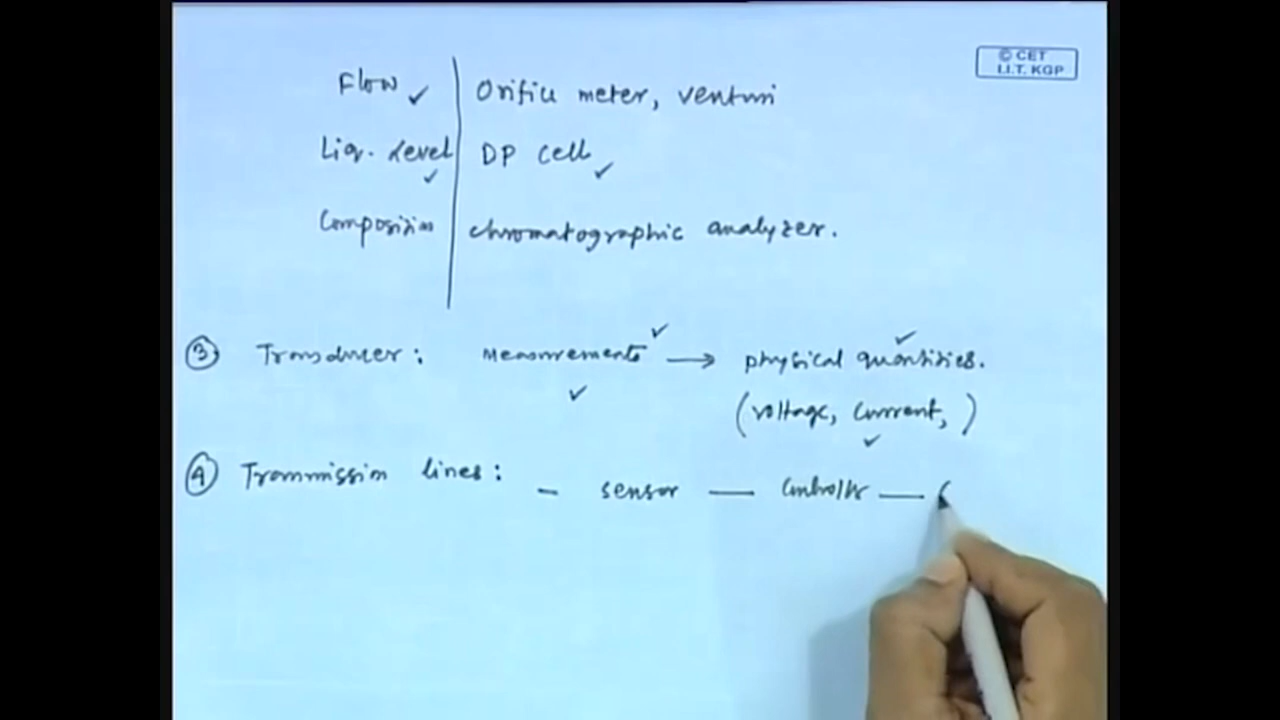 © CET
I.I.T. KGP
Flow ✓ | Orifice meter, venturi
Liq. Level ✓ | DP cell ✓
Composition | chromatographic analyzer.
③ Transducer: Measurements ✓ → physical quantities. ✓
(voltage, current, )
④ Transmission lines: – sensor — Controller — C